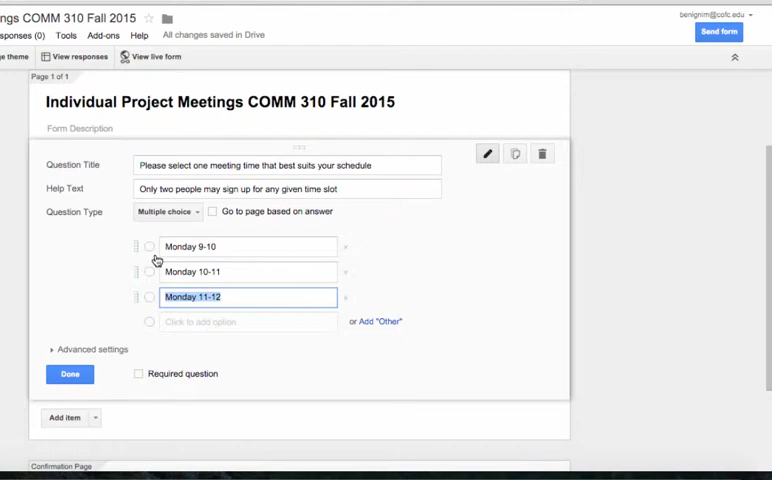 ngs COMM 310 Fall 2015
benignim@cofc.edu
sponses (0) Tools Add-ons Help All changes saved in Drive
Send form
ge theme View responses View live form
Page 1 of 1
Individual Project Meetings COMM 310 Fall 2015
Form Description
Question Title Please select one meeting time that best suits your schedule
Help Text Only two people may sign up for any given time slot
Question Type Multiple choice Go to page based on answer
Monday 9-10
Monday 10-11
Monday 11-12
Click to add option or Add "Other"
Advanced settings
Done Required question
Add item
Confirmation Page